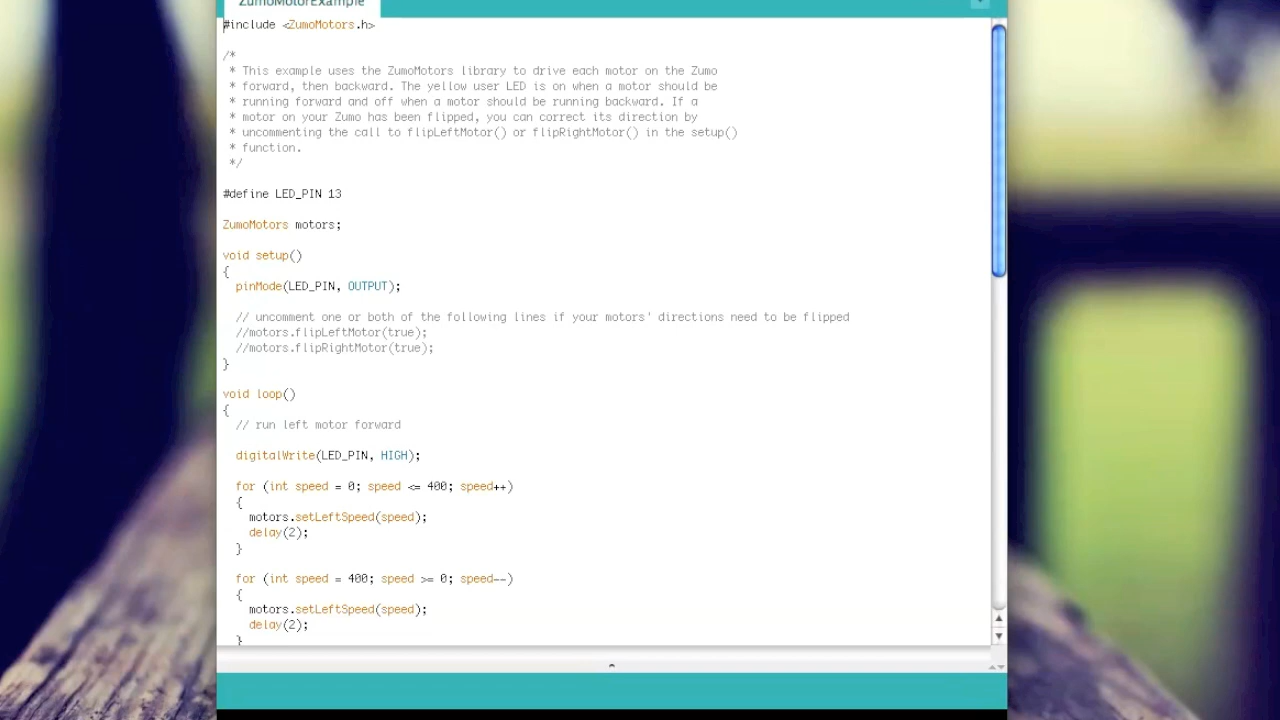 ZumoMotorExample
#include <ZumoMotors.h>
/*
* This example uses the ZumoMotors library to drive each motor on the Zumo
* forward, then backward. The yellow user LED is on when a motor should be
* running forward and off when a motor should be running backward. If a
* motor on your Zumo has been flipped, you can correct its direction by
* uncommenting the call to flipLeftMotor() or flipRightMotor() in the setup()
* function.
*/
#define LED_PIN 13
ZumoMotors motors;
void setup()
{
pinMode(LED_PIN, OUTPUT);
// uncomment one or both of the following lines if your motors' directions need to be flipped
//motors.flipLeftMotor(true);
//motors.flipRightMotor(true);
}
void loop()
{
// run left motor forward
digitalWrite(LED_PIN, HIGH);
for (int speed = 0; speed <= 400; speed++)
{
motors.setLeftSpeed(speed);
delay(2);
}
for (int speed = 400; speed >= 0; speed--)
{
motors.setLeftSpeed(speed);
delay(2);
}